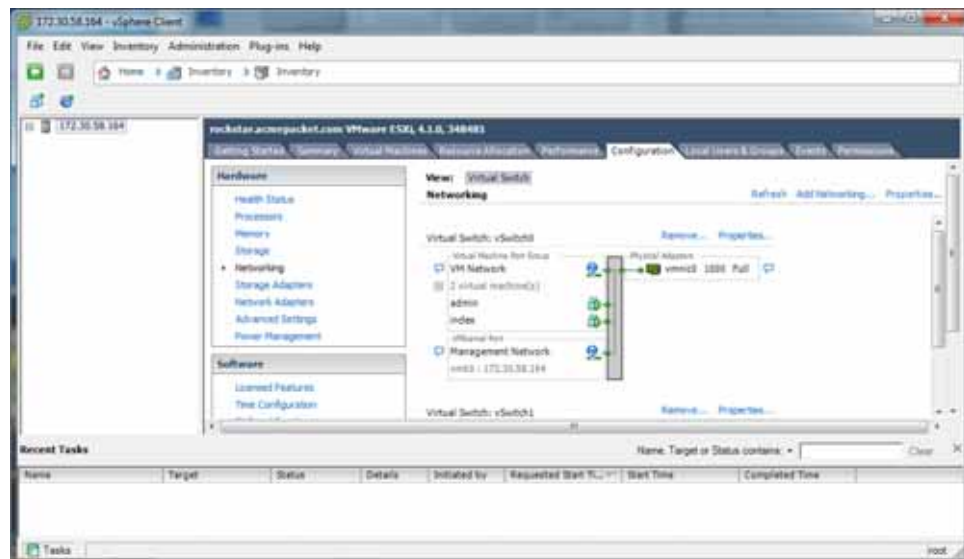 172.30.58.164 - vSphere Client
File Edit View Inventory Administration Plug-ins Help
Home Inventory Inventory
172.30.58.164
rockstar.acmepacket.com VMware ESXi, 4.1.0, 348481
Getting Started Summary Virtual Machines Resource Allocation Performance Configuration Local Users & Groups Events Permissions
Hardware
Health Status
Processors
Memory
Storage
Networking
Storage Adapters
Network Adapters
Advanced Settings
Power Management
Software
Licensed Features
Time Configuration
View: Virtual Switch
Networking
Refresh Add Networking... Properties...
Virtual Switch: vSwitch0 Remove... Properties...
Virtual Machine Port Group Physical Adapters
VM Network vmnic0 1000 Full
2 virtual machine(s)
admin
index
VMkernel Port
Management Network
vmk0 : 172.30.58.164
Virtual Switch: vSwitch1 Remove... Properties...
Recent Tasks
Name, Target or Status contains: Clear
Name Target Status Details Initiated by Requested Start Ti... Start Time Completed Time
Tasks root